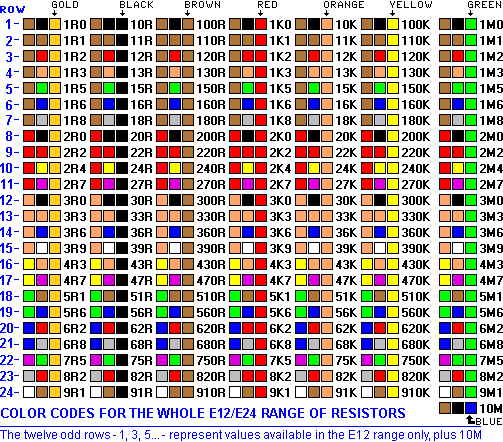 ROW GOLD BLACK BROWN RED ORANGE YELLOW GREEN
1- 1R0 10R 100R 1K0 10K 100K 1M0
2- 1R1 11R 110R 1K1 11K 110K 1M1
3- 1R2 12R 120R 1K2 12K 120K 1M2
4- 1R3 13R 130R 1K3 13K 130K 1M3
5- 1R5 15R 150R 1K5 15K 150K 1M5
6- 1R6 16R 160R 1K6 16K 160K 1M6
7- 1R8 18R 180R 1K8 18K 180K 1M8
8- 2R0 20R 200R 2K0 20K 200K 2M0
9- 2R2 22R 220R 2K2 22K 220K 2M2
10- 2R4 24R 240R 2K4 24K 240K 2M4
11- 2R7 27R 270R 2K7 27K 270K 2M7
12- 3R0 30R 300R 3K0 30K 300K 3M0
13- 3R3 33R 330R 3K3 33K 330K 3M3
14- 3R6 36R 360R 3K6 36K 360K 3M6
15- 3R9 39R 390R 3K9 39K 390K 3M9
16- 4R3 43R 430R 4K3 43K 430K 4M3
17- 4R7 47R 470R 4K7 47K 470K 4M7
18- 5R1 51R 510R 5K1 51K 510K 5M1
19- 5R6 56R 560R 5K6 56K 560K 5M6
20- 6R2 62R 620R 6K2 62K 620K 6M2
21- 6R8 68R 680R 6K8 68K 680K 6M8
22- 7R5 75R 750R 7K5 75K 750K 7M5
23- 8R2 82R 820R 8K2 82K 820K 8M2
24- 9R1 91R 910R 9K1 91K 910K 9M1
COLOR CODES FOR THE WHOLE E12/E24 RANGE OF RESISTORS 10M
BLUE
The twelve odd rows - 1, 3, 5... - represent values available in the E12 range only, plus 10M